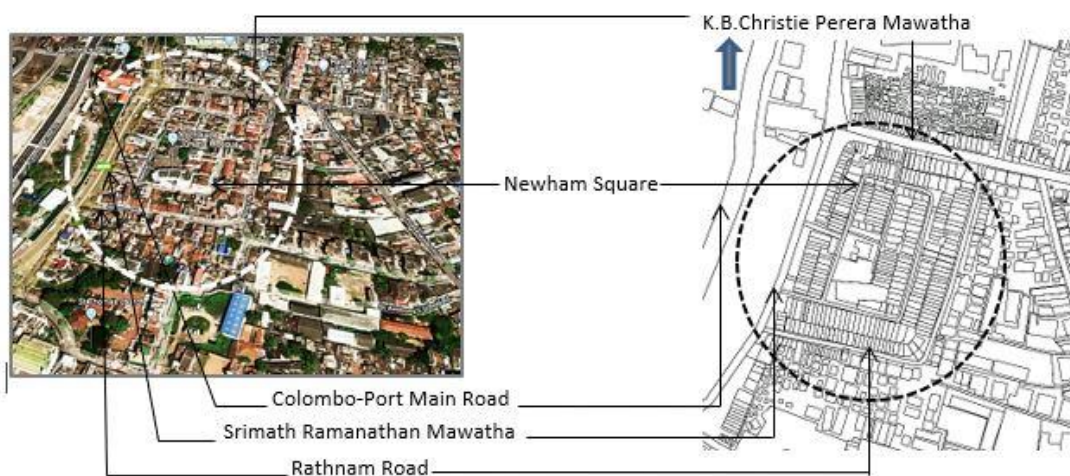 K.B.Christie Perera Mawatha
Newham Square
Colombo-Port Main Road
Srimath Ramanathan Mawatha
Rathnam Road